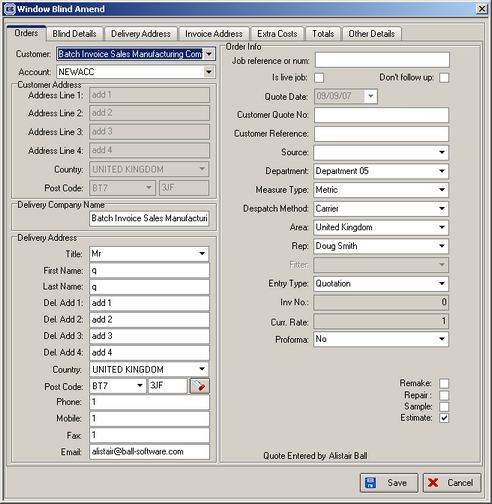 Window Blind Amend
Orders Blind Details Delivery Address Invoice Address Extra Costs Totals Other Details
Customer: Batch Invoice Sales Manufacturing Com
Account: NEWACC
Customer Address
Address Line 1: add 1
Address Line 2: add 2
Address Line 3: add 3
Address Line 4: add 4
Country: UNITED KINGDOM
Post Code: BT7 3JF
Delivery Company Name
Batch Invoice Sales Manufacturi
Delivery Address
Title: Mr
First Name: q
Last Name: q
Del. Add 1: add 1
Del. Add 2: add 2
Del. Add 3: add 3
Del. Add 4: add 4
Country: UNITED KINGDOM
Post Code: BT7 3JF
Phone: 1
Mobile: 1
Fax: 1
Email: alistair@ball-software.com
Order Info
Job reference or num:
Is live job: Don't follow up:
Quote Date: 09/09/07
Customer Quote No:
Customer Reference:
Source:
Department: Department 05
Measure Type: Metric
Despatch Method: Carrier
Area: United Kingdom
Rep: Doug Smith
Fitter:
Entry Type: Quotation
Inv No.: 0
Curr. Rate: 1
Proforma: No
Remake:
Repair :
Sample:
Estimate:
Quote Entered by Alistair Ball
Save Cancel